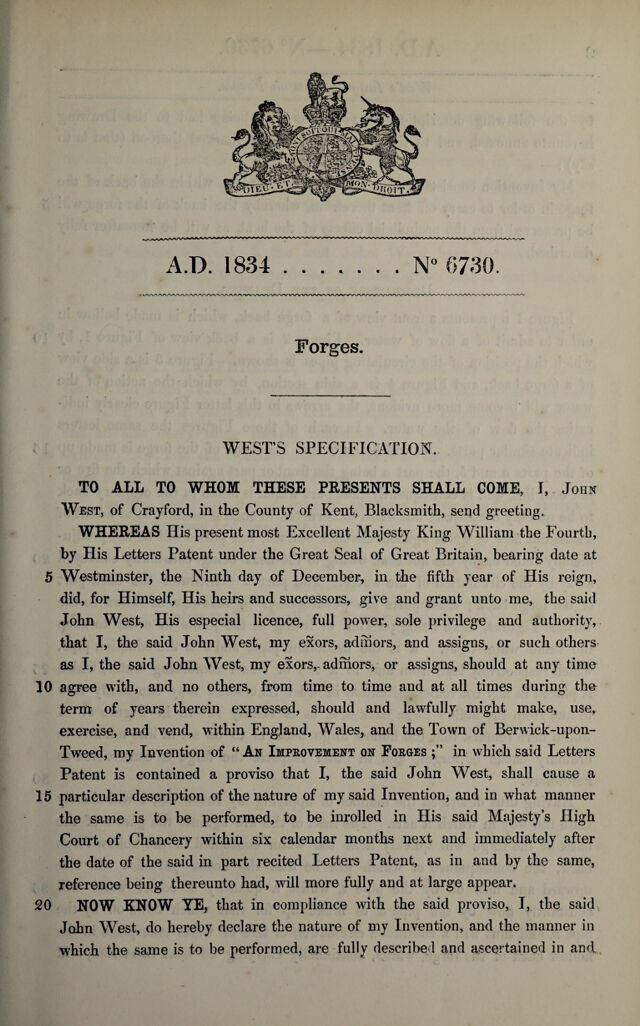 DIEU · ET · MON · DROIT ·
A.D. 1834 . . . . . . . . Nº 6730.
Forges.
WEST'S SPECIFICATION.
TO ALL TO WHOM THESE PRESENTS SHALL COME, I, JOHN
WEST, of Crayford, in the County of Kent, Blacksmith, send greeting.
WHEREAS His present most Excellent Majesty King William the Fourth,
by His Letters Patent under the Great Seal of Great Britain, bearing date at
5 Westminster, the Ninth day of December, in the fifth year of His reign,
did, for Himself, His heirs and successors, give and grant unto me, the said
John West, His especial licence, full power, sole privilege and authority,
that I, the said John West, my exors, adm̃ors, and assigns, or such others
as I, the said John West, my exors, adm̃ors, or assigns, should at any time
10 agree with, and no others, from time to time and at all times during the
term of years therein expressed, should and lawfully might make, use,
exercise, and vend, within England, Wales, and the Town of Berwick-upon-
Tweed, my Invention of "AN IMPROVEMENT ON FORGES ;" in which said Letters
Patent is contained a proviso that I, the said John West, shall cause a
15 particular description of the nature of my said Invention, and in what manner
the same is to be performed, to be inrolled in His said Majesty's High
Court of Chancery within six calendar months next and immediately after
the date of the said in part recited Letters Patent, as in and by the same,
reference being thereunto had, will more fully and at large appear.
20 NOW KNOW YE, that in compliance with the said proviso, I, the said
John West, do hereby declare the nature of my Invention, and the manner in
which the same is to be performed, are fully described and ascertained in and